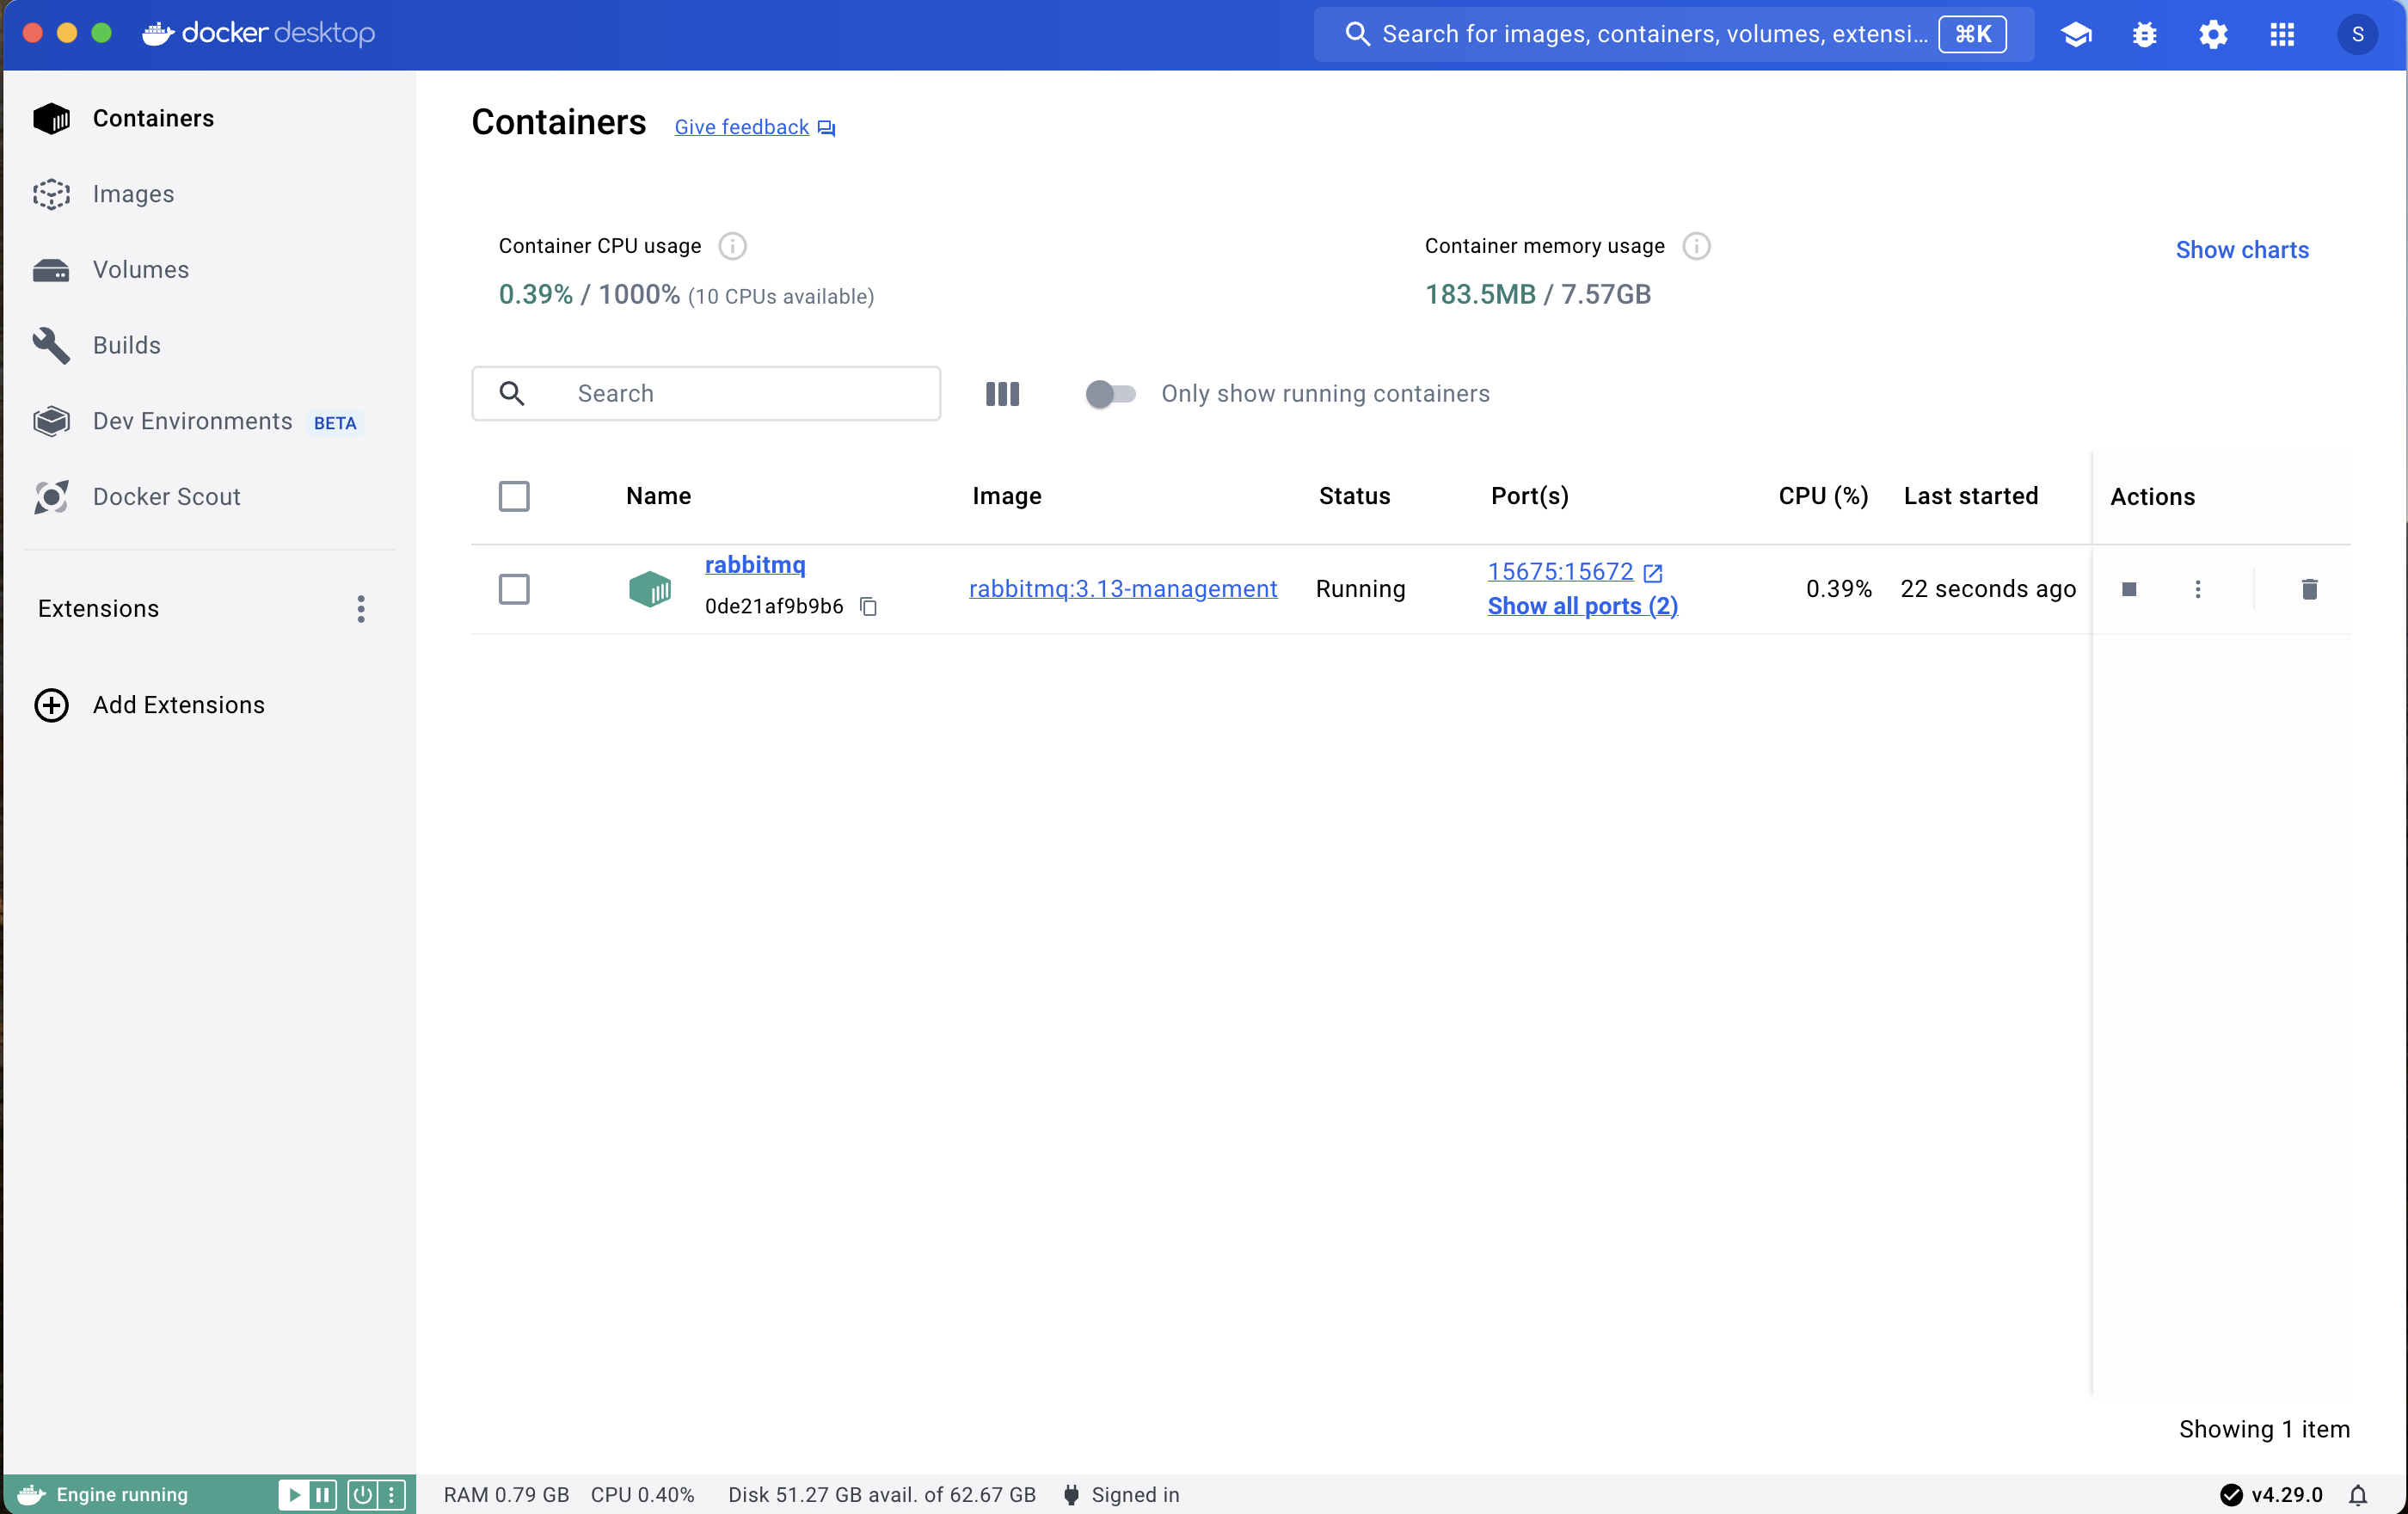 docker desktop
Search for images, containers, volumes, extensi... ⌘K
S
Containers
Images
Volumes
Builds
Dev Environments BETA
Docker Scout
Extensions
Add Extensions
Containers Give feedback
Container CPU usage
0.39% / 1000% (10 CPUs available)
Container memory usage
183.5MB / 7.57GB
Show charts
Search
Only show running containers
Name Image Status Port(s) CPU (%) Last started Actions
rabbitmq
0de21af9b9b6
rabbitmq:3.13-management
Running
15675:15672
Show all ports (2)
0.39%
22 seconds ago
Showing 1 item
Engine running
RAM 0.79 GB CPU 0.40% Disk 51.27 GB avail. of 62.67 GB Signed in
v4.29.0